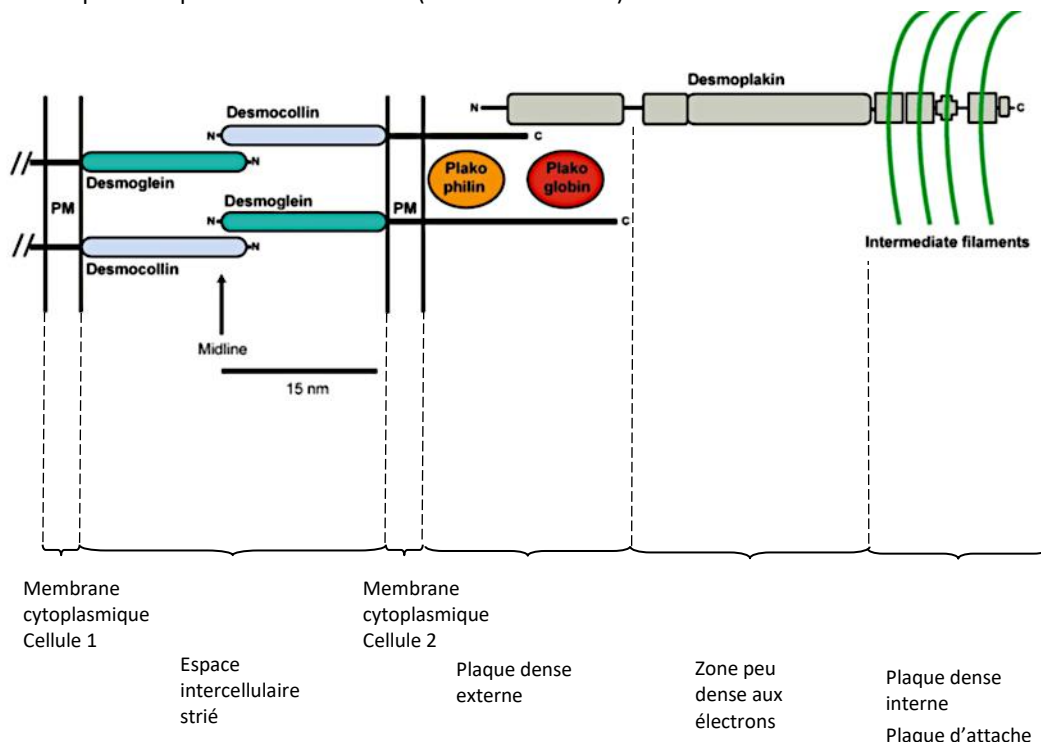 Desmoplakin
N
C
Desmocollin
N
C
Plako
philin
Plako
globin
N
Desmoglein
PM
Desmoglein
PM
N
C
N
Desmocollin
Intermediate filaments
Midline
15 nm
Membrane
cytoplasmique
Cellule 1
Membrane
cytoplasmique
Cellule 2
Espace
intercellulaire
strié
Plaque dense
externe
Zone peu
dense aux
électrons
Plaque dense
interne
Plaque d’attache